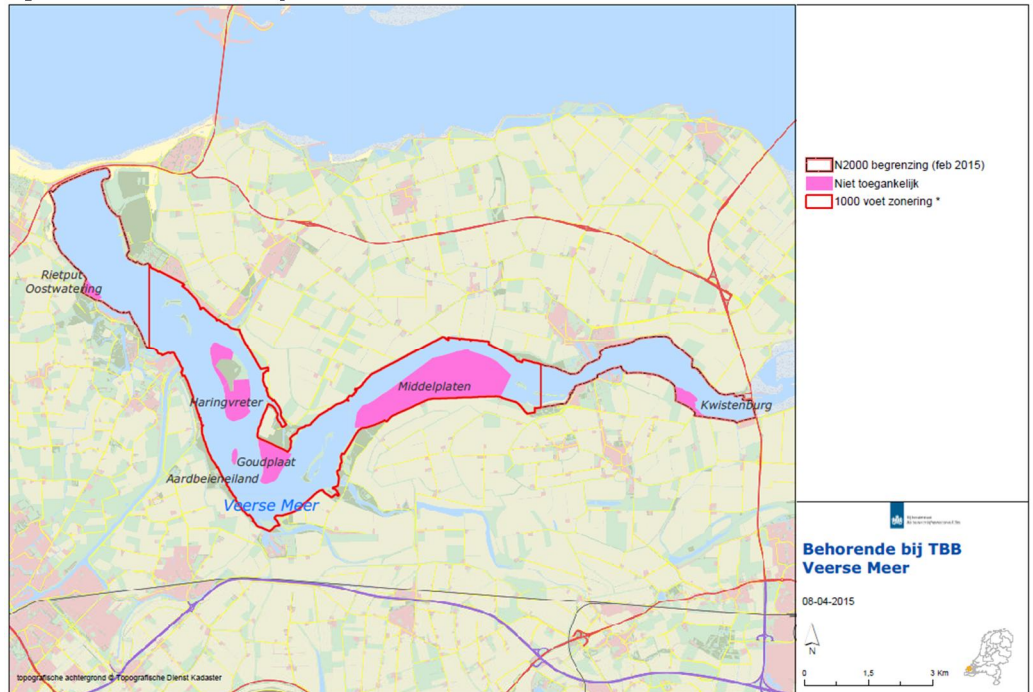 Rietput
Oostwatering
Haringvreter
Middelplaten
Kwistenburg
Goudplaat
Aardbeieneiland
Veerse Meer
topografische achtergrond © Topografische Dienst Kadaster
N2000 begrenzing (feb 2015)
Niet toegankelijk
1000 voet zonering *
Behorende bij TBB
Veerse Meer
08-04-2015
N
0 1,5 3 Km